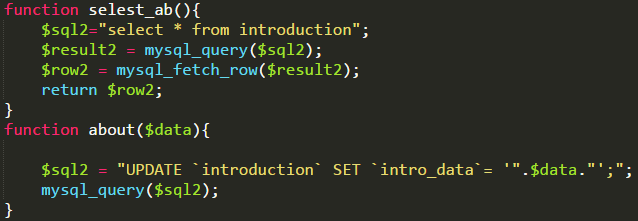 function selest_ab(){
    $sql2="select * from introduction";
    $result2 = mysql_query($sql2);
    $row2 = mysql_fetch_row($result2);
    return $row2;
}
function about($data){

    $sql2 = "UPDATE `introduction` SET `intro_data`= '".$data."';";
    mysql_query($sql2);
}